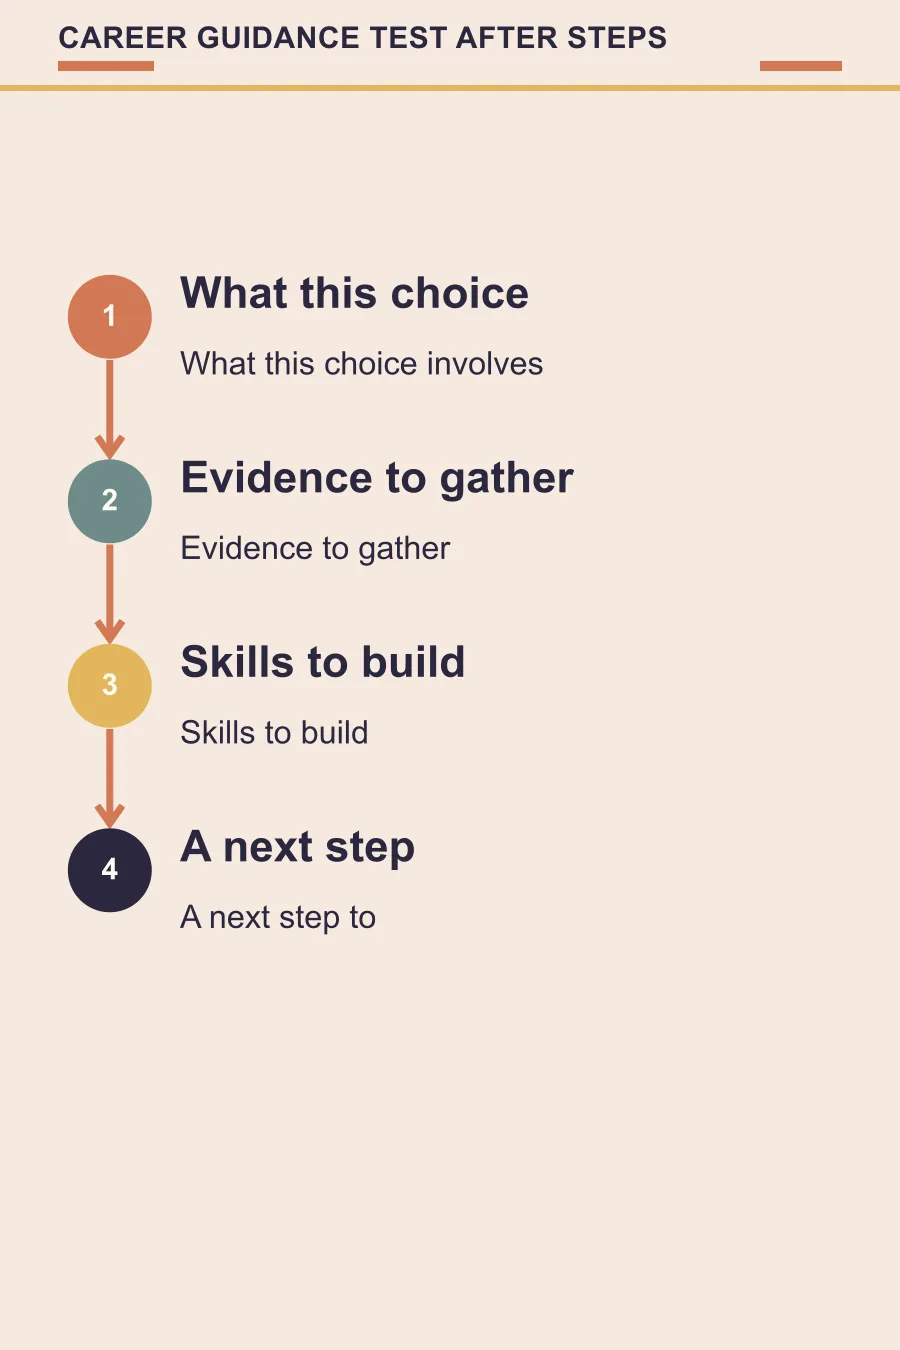 CAREER GUIDANCE TEST AFTER STEPS
1
What this choice
What this choice involves
2
Evidence to gather
Evidence to gather
3
Skills to build
Skills to build
4
A next step
A next step to